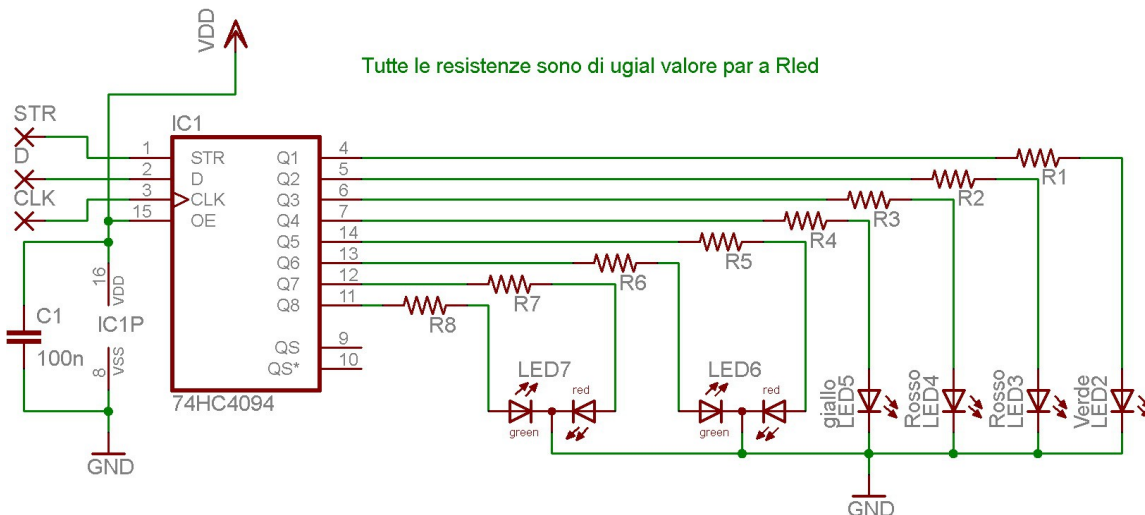 VDD
Tutte le resistenze sono di ugial valore par a Rled
STR
D
CLK
IC1
1 STR
2 D
3 CLK
15 OE
Q1 4
Q2 5
Q3 6
Q4 7
Q5 14
Q6 13
Q7 12
Q8 11
QS 9
QS* 10
74HC4094
R1
R2
R3
R4
R5
R6
R7
R8
16 VDD
IC1P
8 VSS
C1
100n
GND
LED7
red
green
LED6
red
green
giallo
LED5
Rosso
LED4
Rosso
LED3
Verde
LED2
GND